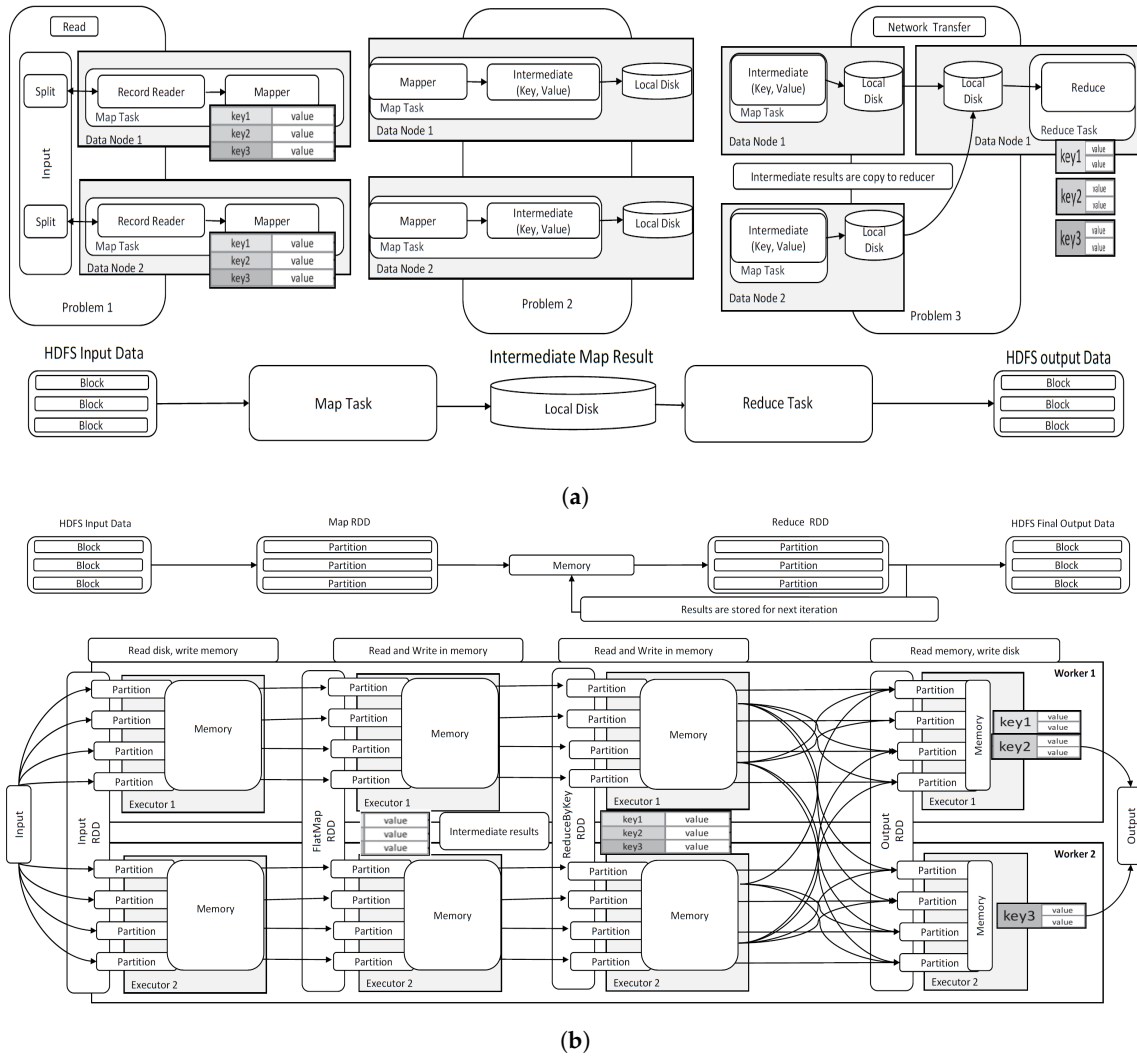 Read
Split
Record Reader
Mapper
Map Task
key1 value
key2 value
key3 value
Data Node 1
Input
Split
Record Reader
Mapper
Map Task
key1 value
key2 value
key3 value
Data Node 2
Problem 1
Mapper
Intermediate
(Key, Value)
Local Disk
Map Task
Data Node 1
Mapper
Intermediate
(Key, Value)
Local Disk
Map Task
Data Node 2
Problem 2
Network Transfer
Intermediate
(Key, Value)
Map Task
Local
Disk
Data Node 1
Local
Disk
Reduce
Reduce Task
Data Node 1
key1 value
value
key2 value
value
key3 value
value
Intermediate results are copy to reducer
Intermediate
(Key, Value)
Map Task
Local
Disk
Data Node 2
Problem 3
HDFS Input Data
Block
Block
Block
Map Task
Intermediate Map Result
Local Disk
Reduce Task
HDFS output Data
Block
Block
Block
(a)
HDFS Input Data
Block
Block
Block
Map RDD
Partition
Partition
Partition
Memory
Reduce RDD
Partition
Partition
Partition
HDFS Final Output Data
Block
Block
Block
Results are stored for next iteration
Read disk, write memory
Read and Write in memory
Read and Write in memory
Read memory, write disk
Worker 1
Input
Input
RDD
Partition
Partition
Partition
Partition
Memory
Executor 1
FlatMap
RDD
Partition
Partition
Partition
Partition
Memory
Executor 1
ReduceByKey
RDD
Partition
Partition
Partition
Partition
Memory
Executor 1
Output
RDD
Partition
Partition
Partition
Partition
Memory
Executor 1
key1 value
value
key2 value
value
value
value
value
Intermediate results
key1 value
key2 value
key3 value
Output
Worker 2
Partition
Partition
Partition
Partition
Memory
Executor 2
Partition
Partition
Partition
Partition
Memory
Executor 2
Partition
Partition
Partition
Partition
Memory
Executor 2
Partition
Partition
Partition
Partition
Memory
Executor 2
key3 value
value
(b)